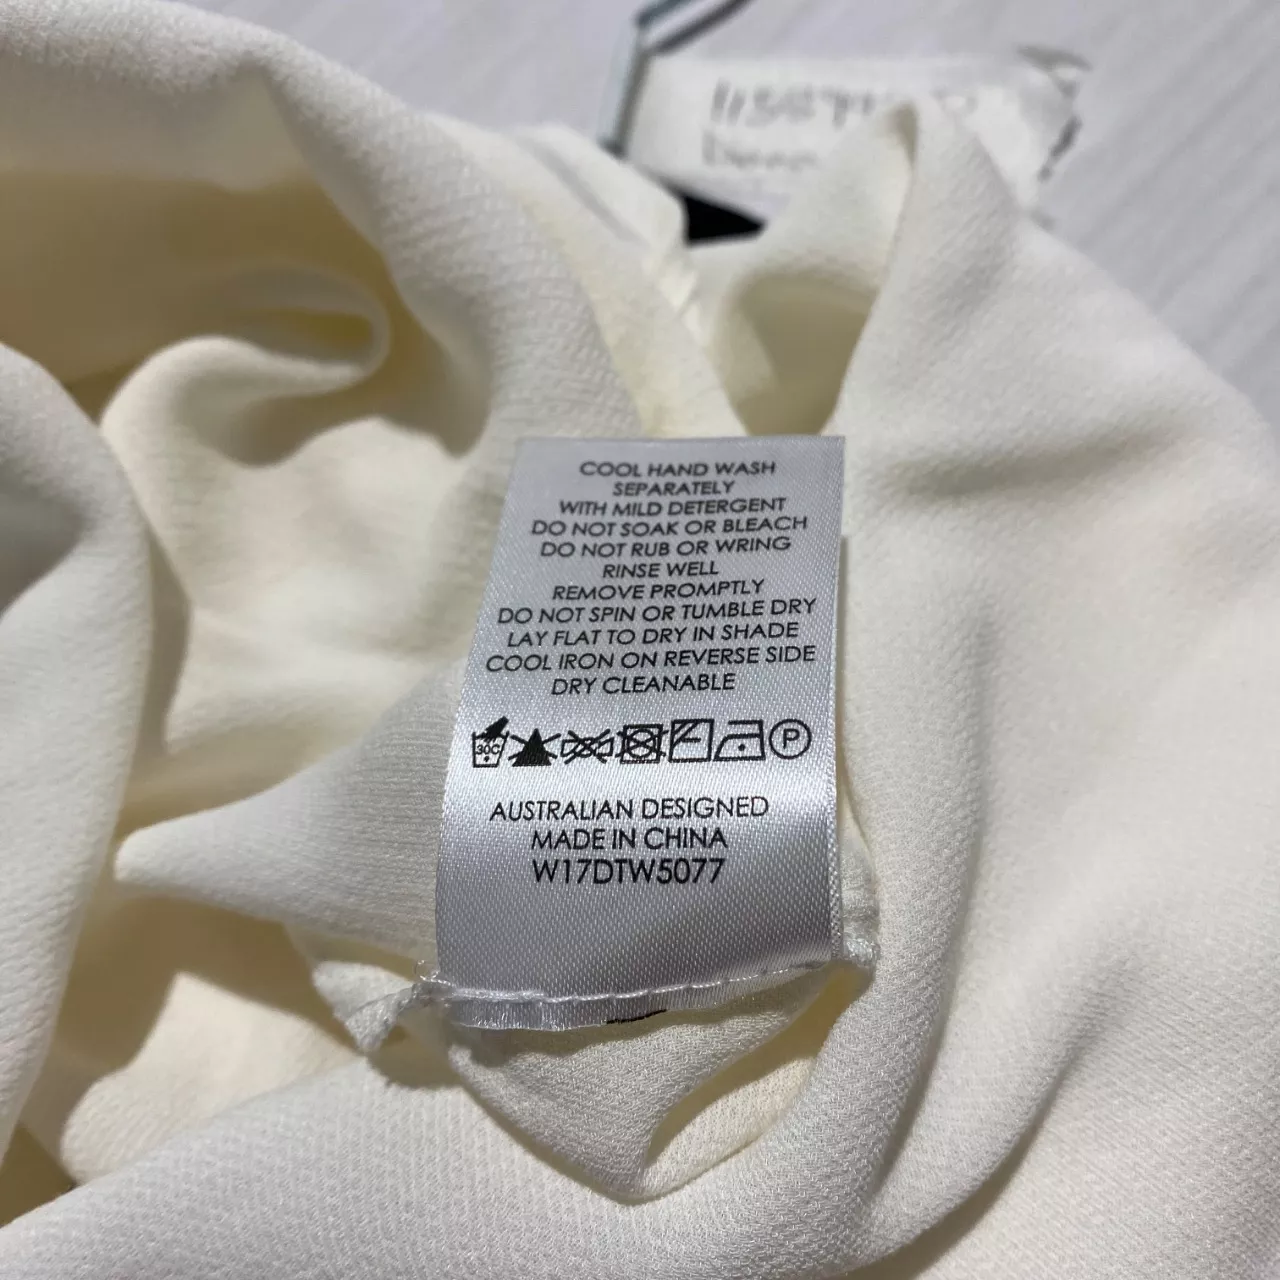 COOL HAND WASH
SEPARATELY
WITH MILD DETERGENT
DO NOT SOAK OR BLEACH
DO NOT RUB OR WRING
RINSE WELL
REMOVE PROMPTLY
DO NOT SPIN OR TUMBLE DRY
LAY FLAT TO DRY IN SHADE
COOL IRON ON REVERSE SIDE
DRY CLEANABLE
30C P
AUSTRALIAN DESIGNED
MADE IN CHINA
W17DTW5077